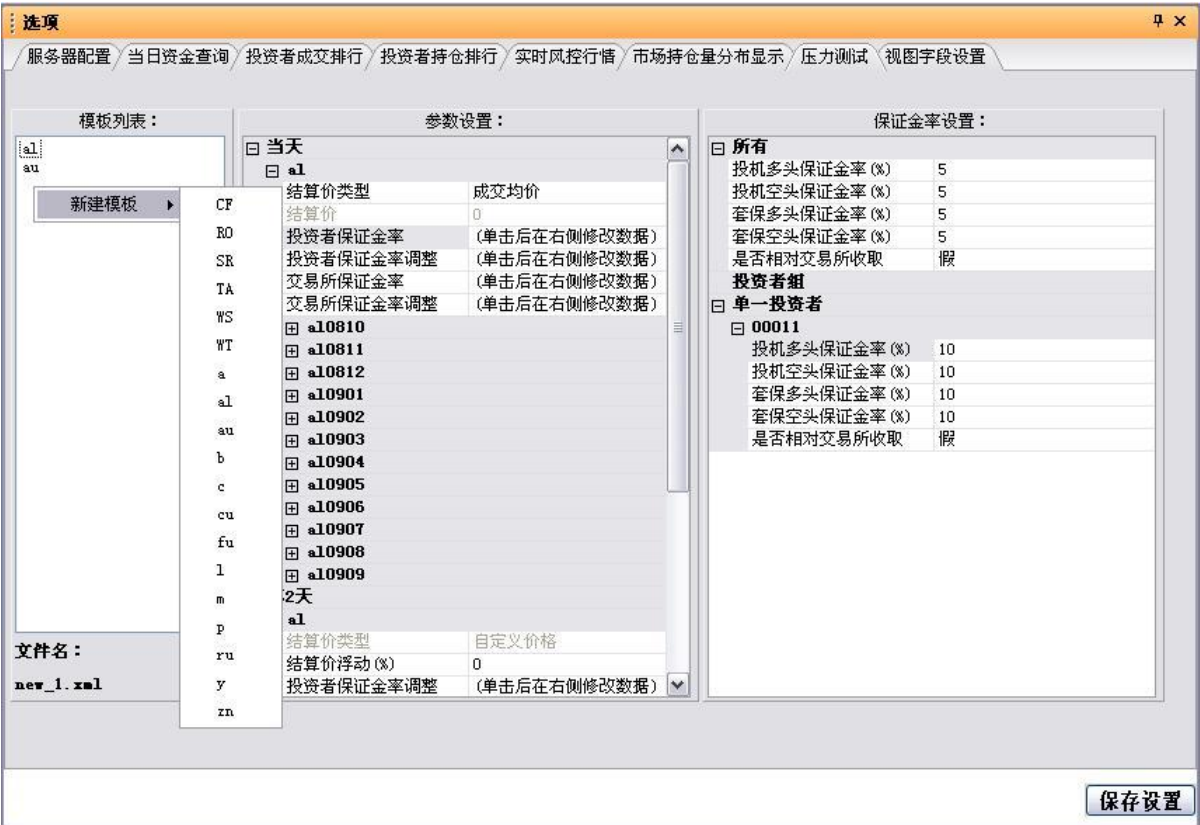 选项
服务器配置 当日资金查询 投资者成交排行 投资者持仓排行 实时风控行情 市场持仓量分布显示 压力测试 视图字段设置
模板列表：
al
au
新建模板
CF
RO
SR
TA
WS
WT
a
al
au
b
c
cu
fu
l
m
p
ru
y
zn
文件名：
new_1.xml
参数设置：
当天
al
结算价类型 成交均价
结算价 0
投资者保证金率 (单击后在右侧修改数据)
投资者保证金率调整 (单击后在右侧修改数据)
交易所保证金率 (单击后在右侧修改数据)
交易所保证金率调整 (单击后在右侧修改数据)
al0810
al0811
al0812
al0901
al0902
al0903
al0904
al0905
al0906
al0907
al0908
al0909
2天
al
结算价类型 自定义价格
结算价浮动(%) 0
投资者保证金率调整 (单击后在右侧修改数据)
保证金率设置：
所有
投机多头保证金率(%) 5
投机空头保证金率(%) 5
套保多头保证金率(%) 5
套保空头保证金率(%) 5
是否相对交易所收取 假
投资者组
单一投资者
00011
投机多头保证金率(%) 10
投机空头保证金率(%) 10
套保多头保证金率(%) 10
套保空头保证金率(%) 10
是否相对交易所收取 假
保存设置